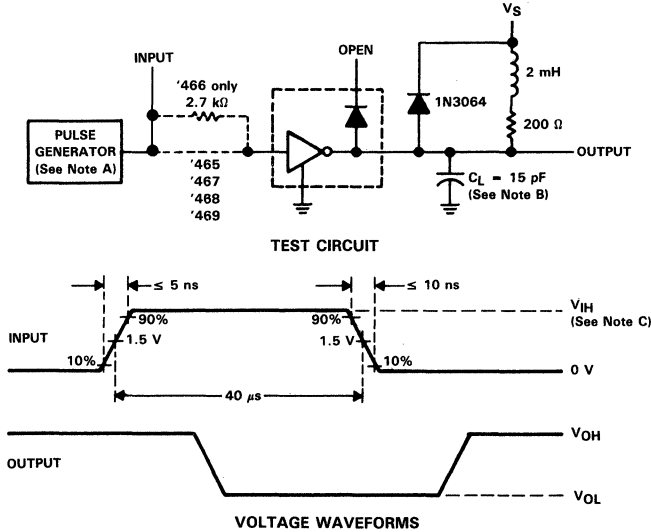 VS
INPUT
'466 only
2.7 kΩ
OPEN
2 mH
1N3064
200 Ω
PULSE
GENERATOR
(See Note A)
'465
'467
'468
'469
OUTPUT
CL = 15 pF
(See Note B)
TEST CIRCUIT
≤ 5 ns
≤ 10 ns
VIH
(See Note C)
90%
90%
INPUT
1.5 V
1.5 V
10%
10%
0 V
40 µs
VOH
OUTPUT
VOL
VOLTAGE WAVEFORMS